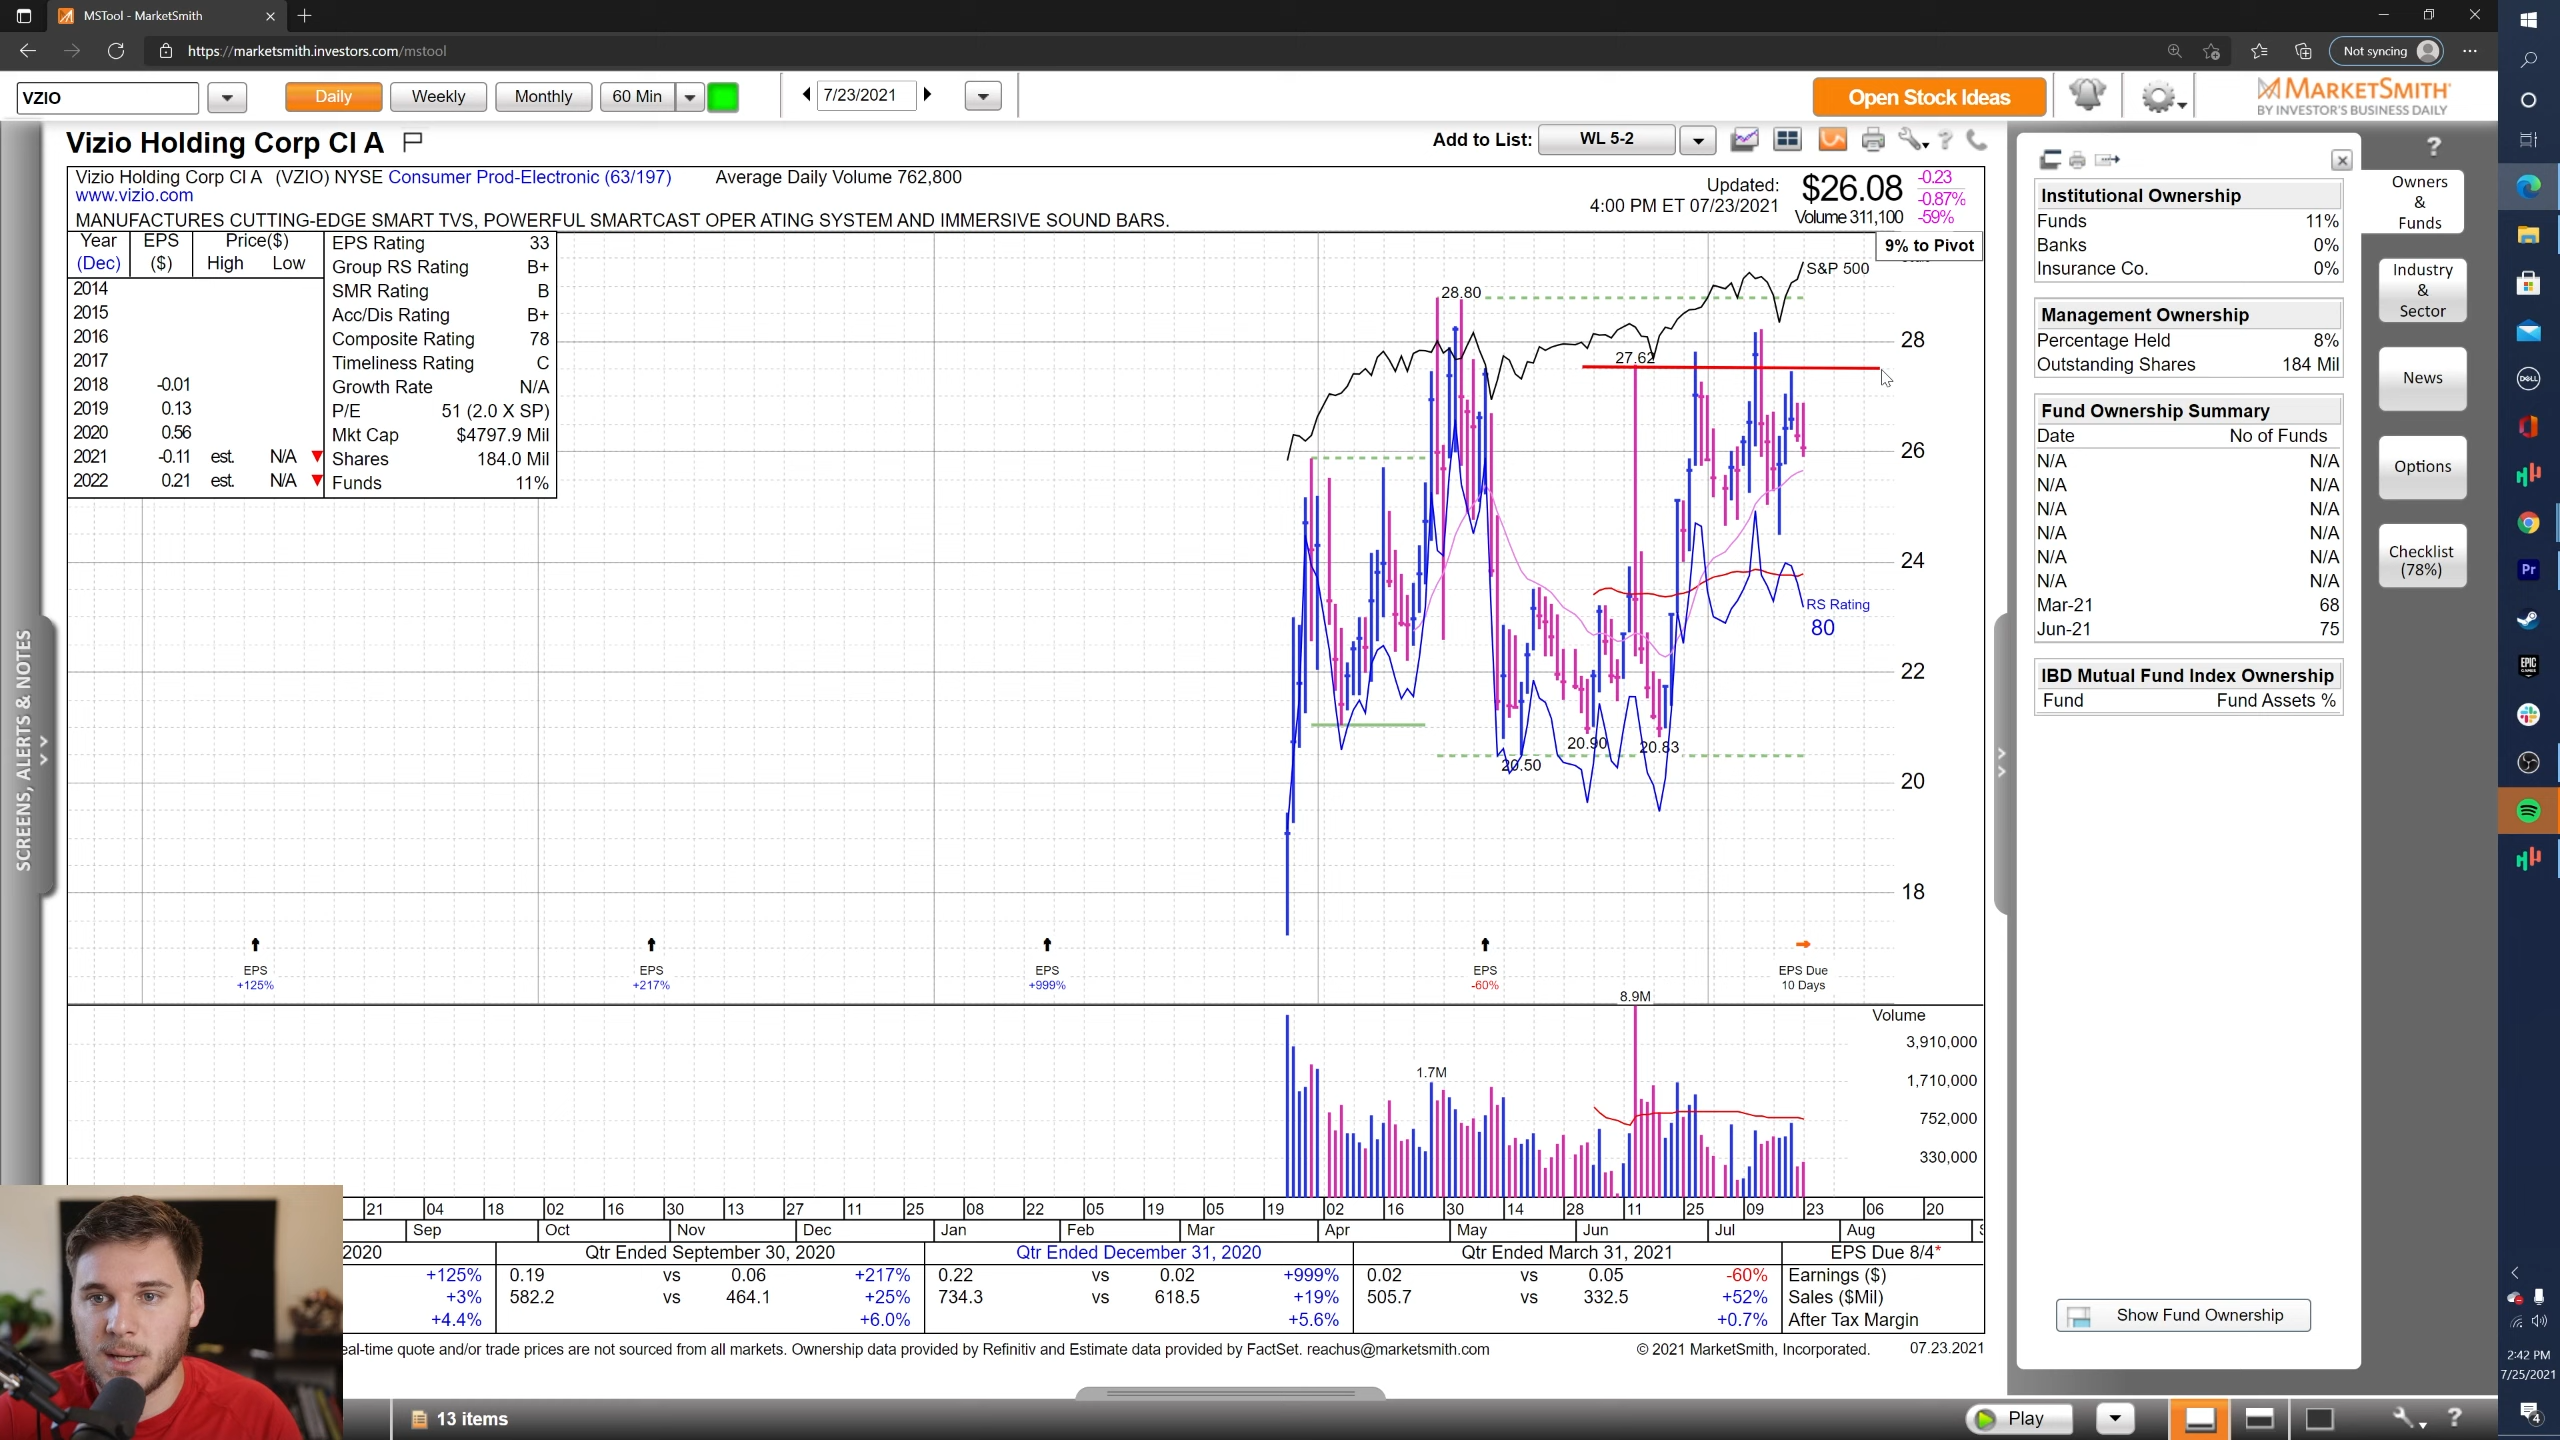 MSTool - MarketSmith
https://marketsmith.investors.com/mstool
Not syncing
VZIO
Daily
Weekly
Monthly
60 Min
7/23/2021
Open Stock Ideas
MARKETSMITH
BY INVESTOR'S BUSINESS DAILY
Vizio Holding Corp Cl A
Add to List:
WL 5-2
Vizio Holding Corp Cl A (VZIO) NYSE Consumer Prod-Electronic (63/197) Average Daily Volume 762,800
www.vizio.com
MANUFACTURES CUTTING-EDGE SMART TVS, POWERFUL SMARTCAST OPER ATING SYSTEM AND IMMERSIVE SOUND BARS.
Updated:
4:00 PM ET 07/23/2021
$26.08
Volume 311,100
-0.23
-0.87%
-59%
9% to Pivot
Year EPS Price($)
(Dec) ($) High Low
2014
2015
2016
2017
2018 -0.01
2019 0.13
2020 0.56
2021 -0.11 est. N/A
2022 0.21 est. N/A
EPS Rating 33
Group RS Rating B+
SMR Rating B
Acc/Dis Rating B+
Composite Rating 78
Timeliness Rating C
Growth Rate N/A
P/E 51 (2.0 X SP)
Mkt Cap $4797.9 Mil
Shares 184.0 Mil
Funds 11%
S&P 500
28.80
27.62
20.90
20.83
20.50
RS Rating
80
28
26
24
22
20
18
EPS
+125%
EPS
+217%
EPS
+999%
EPS
-60%
EPS Due
10 Days
8.9M
1.7M
Volume
3,910,000
1,710,000
752,000
330,000
21 04 18 02 16 30 13 27 11 25 08 22 05 19 05 19 02 16 30 14 28 11 25 09 23 06 20
Sep Oct Nov Dec Jan Feb Mar Apr May Jun Jul Aug
2020 Qtr Ended September 30, 2020 Qtr Ended December 31, 2020 Qtr Ended March 31, 2021 EPS Due 8/4*
+125% 0.19 vs 0.06 +217% 0.22 vs 0.02 +999% 0.02 vs 0.05 -60% Earnings ($)
+3% 582.2 vs 464.1 +25% 734.3 vs 618.5 +19% 505.7 vs 332.5 +52% Sales ($Mil)
+4.4% +6.0% +5.6% +0.7% After Tax Margin
eal-time quote and/or trade prices are not sourced from all markets. Ownership data provided by Refinitiv and Estimate data provided by FactSet. reachus@marketsmith.com © 2021 MarketSmith, Incorporated. 07.23.2021
13 items
Play
SCREENS, ALERTS & NOTES
Institutional Ownership
Funds 11%
Banks 0%
Insurance Co. 0%
Management Ownership
Percentage Held 8%
Outstanding Shares 184 Mil
Fund Ownership Summary
Date No of Funds
N/A N/A
N/A N/A
N/A N/A
N/A N/A
N/A N/A
N/A N/A
Mar-21 68
Jun-21 75
IBD Mutual Fund Index Ownership
Fund Fund Assets %
Show Fund Ownership
Owners
&
Funds
Industry
&
Sector
News
Options
Checklist
(78%)
DELL
Pr
EPIC
GAMES
2:42 PM
7/25/2021
4